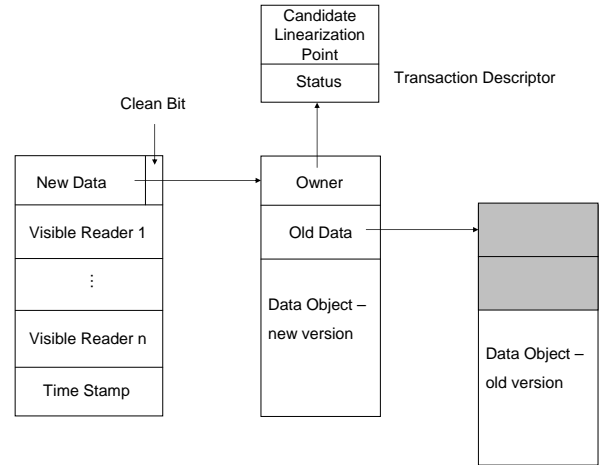 Candidate
Linearization
Point
Status
Transaction Descriptor
Clean Bit
New Data
Owner
Visible Reader 1
Old Data
⋮
Data Object –
new version
Visible Reader n
Data Object –
old version
Time Stamp